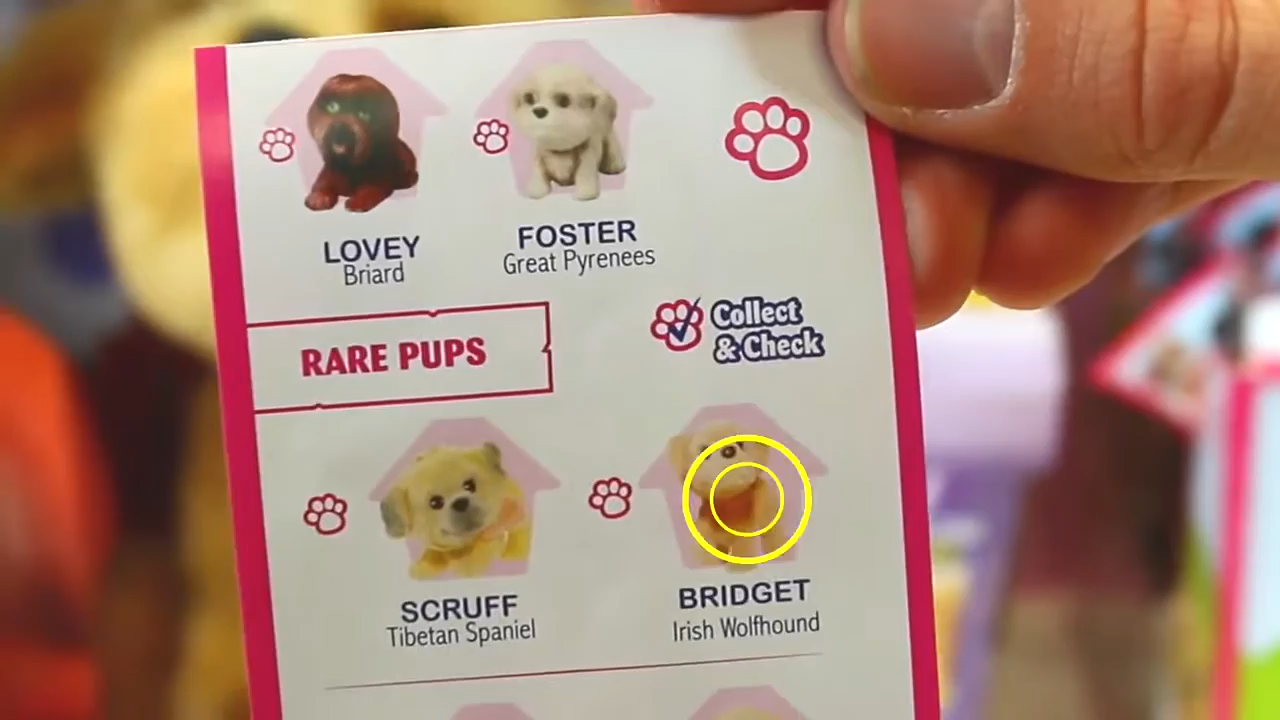 LOVEY
Briard
FOSTER
Great Pyrenees
RARE PUPS
Collect
& Check
SCRUFF
Tibetan Spaniel
BRIDGET
Irish Wolfhound